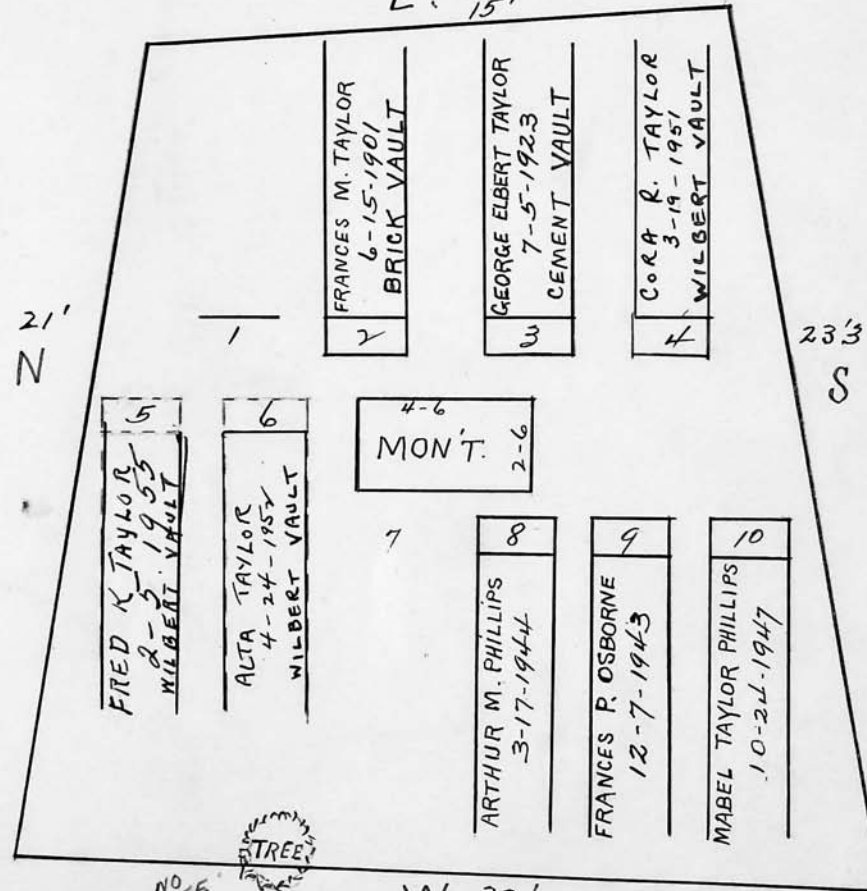 E. 15'
FRANCES M. TAYLOR
6-15-1901
BRICK VAULT
GEORGE ELBERT TAYLOR
7-5-1923
CEMENT VAULT
CORA R. TAYLOR
3-19-1951
WILBERT VAULT
21'
N
1
2
3
4
23'3
S
5
6
4-6
MON'T.
2-6
FRED K TAYLOR
2-5-1955
WILBERT VAULT
ALTA TAYLOR
4-24-1952
WILBERT VAULT
7
8
9
10
ARTHUR M. PHILLIPS
3-17-1944
FRANCES P. OSBORNE
12-7-1943
MABEL TAYLOR PHILLIPS
10-24-1947
TREE
NO
W.